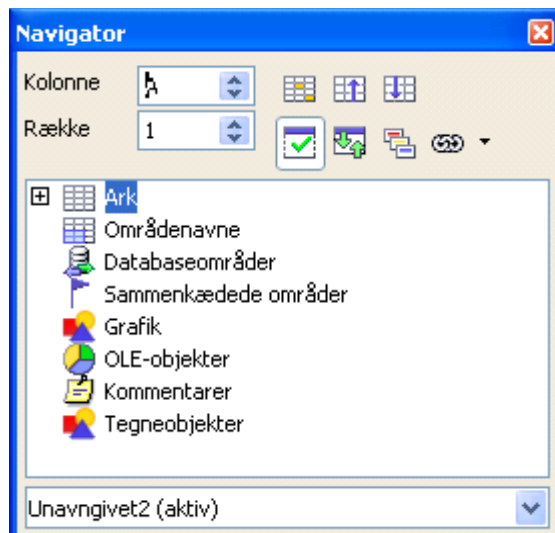 Navigator
Kolonne
Række 1
Ark
Områdenavne
Databaseområder
Sammenkædede områder
Grafik
OLE-objekter
Kommentarer
Tegneobjekter
Unavngivet2 (aktiv)